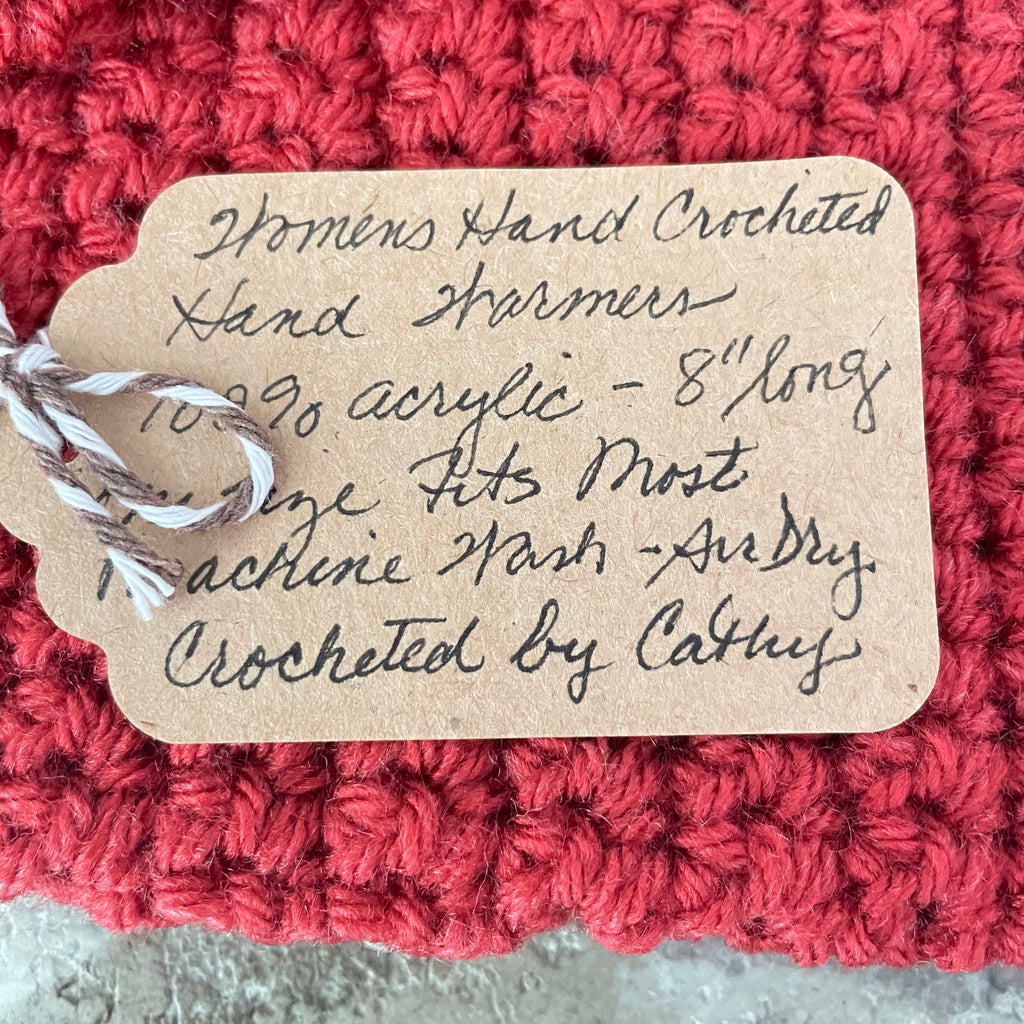 Womens Hand Crocheted
Hand Warmers
100% acrylic - 8" long
Fits Most
Machine Wash - Air Dry
Crocheted by Cathy